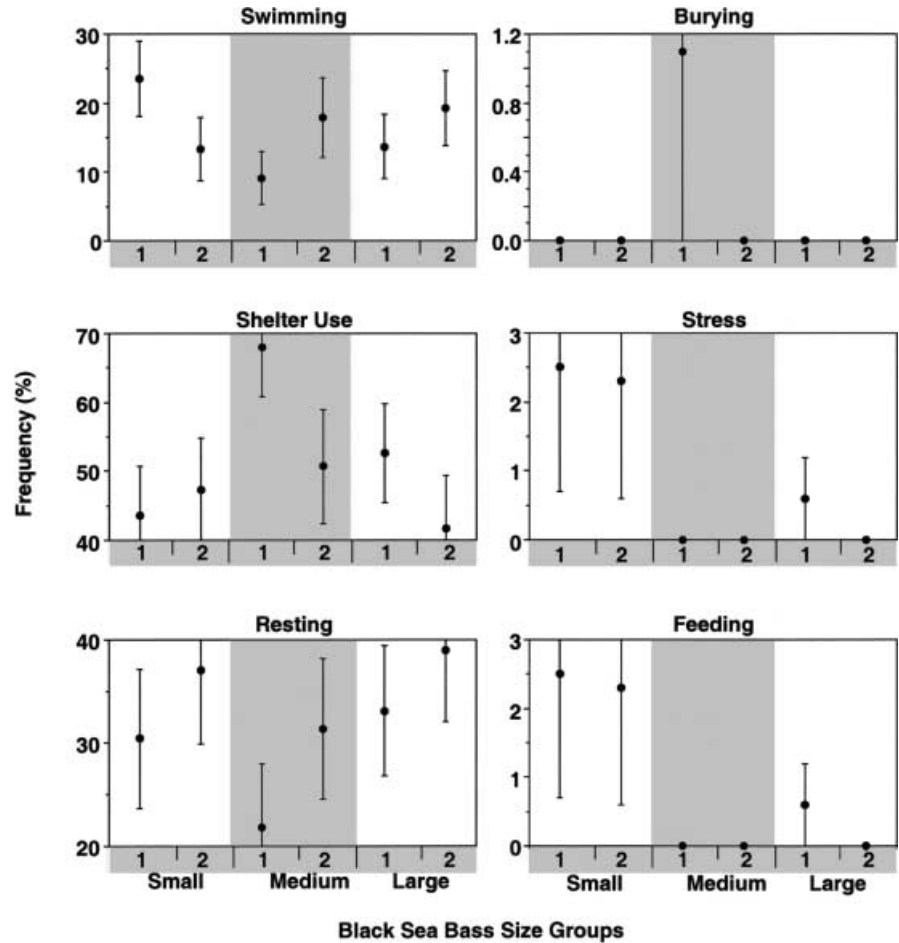 Swimming
Burying
30
20
10
0
1 2 1 2 1 2
1.2
0.8
0.4
0.0
1 2 1 2 1 2
Shelter Use
Stress
70
60
50
40
1 2 1 2 1 2
3
2
1
0
1 2 1 2 1 2
Frequency (%)
Resting
Feeding
40
30
20
1 2 1 2 1 2
Small Medium Large
3
2
1
0
1 2 1 2 1 2
Small Medium Large
Black Sea Bass Size Groups